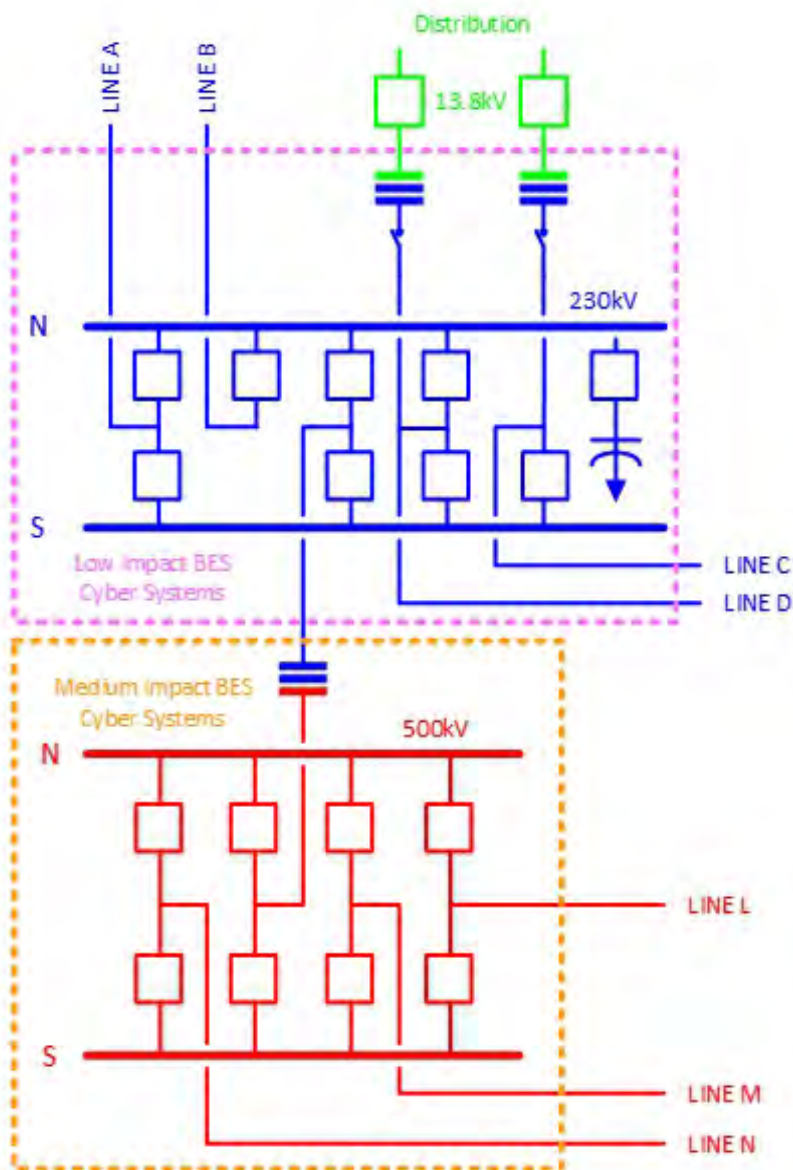 Distribution
LINE A
LINE B
13.8kV
230kV
N
S
Low Impact BES
Cyber Systems
LINE C
LINE D
Medium Impact BES
Cyber Systems
500kV
N
LINE L
S
LINE M
LINE N